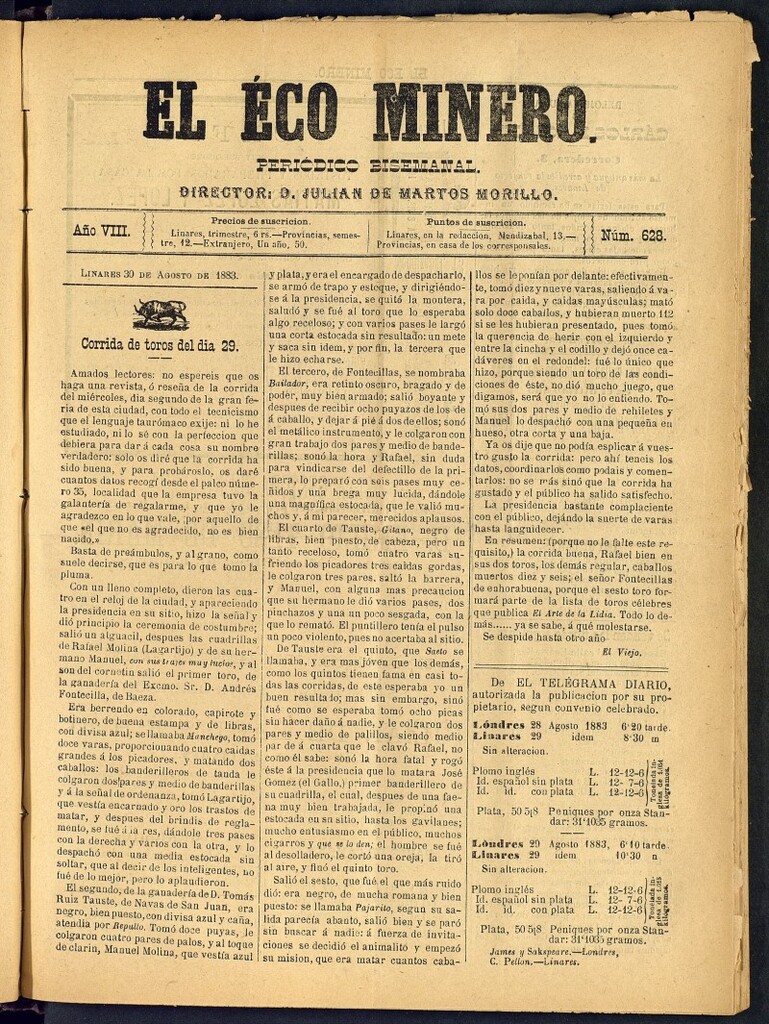 EL ÉCO MINERO.
PERIÓDICO BISEMANAL.
DIRECTOR: D. JULIAN DE MARTOS MORILLO.
Año VIII.
Precios de suscricion.
Linares, trimestre, 6 rs.—Provincias, semes-
tre, 12.—Extranjero, Un año, 50.
Puntos de suscricion.
Linares, en la redaccion, Mendizabal, 13.—
Provincias, en casa de los corresponsales.
Núm. 628.
LINARES 30 DE AGOSTO DE 1883.
Corrida de toros del dia 29.
Amados lectores: no espereis que os
haga una revista, ó reseña de la corrida
del miércoles, dia segundo de la gran fe-
ria de esta ciudad, con todo el tecnicismo
que el lenguaje taurómaco exije: ni lo he
estudiado, ni lo sé con la perfeccion que
debiera para dar á cada cosa su nombre
verdadero: solo os diré que la corrida ha
sido buena, y para probároslo, os daré
cuantos datos recogí desde el palco núme-
ro 35, localidad que la empresa tuvo la
galantería de regalarme, y que yo le
agradezco en lo que vale, por aquello de
que «el que no es agradecido, no es bien
nacido.»
Basta de preámbulos, y al grano, como
suele decirse, que es para lo que tomo la
pluma.
Con un lleno completo, dieron las cua-
tro en el reloj de la ciudad, y apareciendo
la presidencia en su sitio, hizo la señal y
dió principio la ceremonia de costumbre;
salió un alguacil, despues las cuadrillas
de Rafael Molina (Lagartijo) y de su her-
mano Manuel, con sus trajes muy lucios, y al
son del cornetin salió el primer toro, de
la ganadería del Excmo. Sr. D. Andrés
Fontecilla, de Baeza.
Era berrendo en colorado, capirote y
botinero, de buena estampa y de libras,
con divisa azul; se llamaba Manchego, tomó
doce varas, proporcionando cuatro caidas
grandes á los picadores, y matando dos
caballos: los banderilleros de tanda le
colgaron dos pares y medio de banderillas
y á la señal de ordenanza, tomó Lagartijo,
que vestía encarnado y oro los trastos de
matar, y despues del brindis de regla-
mento, se fué á la res, dándole tres pases
con la derecha y varios con la otra, y lo
despachó con una media estocada sin
soltar, que al decir de los inteligentes, no
fué de lo mejor, pero lo aplaudieron.
El segundo, de la ganadería de D. Tomás
Ruiz Tauste, de Navas de San Juan, era
negro, bien puesto, con divisa azul y caña,
atendia por Repullo. Tomó doce puyas, le
colgaron cuatro pares de palos, y al toque
de clarin, Manuel Molina, que vestía azul
y plata, y era el encargado de despacharlo,
se armó de trapo y estoque, y dirigiéndo-
se á la presidencia, se quitó la montera,
saludó y se fué al toro que lo esperaba
algo receloso; y con varios pases le largó
una corta estocada sin resultado: un mete
y saca sin idem, y por fin, la tercera que
le hizo echarse.
El tercero, de Fontecillas, se nombraba
Bailador, era retinto oscuro, bragado y de
poder, muy bien armado; salió boyante y
despues de recibir ocho puyazos de los de
á caballo, y dejar á pié á dos de ellos; sonó
el metálico instrumento, y le colgaron con
gran trabajo dos pares y medio de bande-
rillas; sonó la hora y Rafael, sin duda
para vindicarse del defectillo de la pri-
mera, lo preparó con seis pases muy ce-
ñidos y una brega muy lucida, dándole
una magnífica estocada, que le valió mu-
chos y, á mi parecer, merecidos aplausos.
El cuarto de Tauste, Gitano, negro de
libras, bien puesto, de cabeza, pero un
tanto receloso, tomó cuatro varas su-
friendo los picadores tres caidas gordas,
le colgaron tres pares, saltó la barrera,
y Manuel, con alguna mas precaucion
que su hermano le dió varios pases, dos
pinchazos y una un poco sesgada, con la
que lo remató. El puntillero tenía el pulso
un poco violento, pues no acertaba al sitio.
De Tauste era el quinto, que Sasto se
llamaba, y era mas jóven que los demás,
como los quintos tienen fama en casi to-
das las corridas, de este esperaba yo un
buen resultado; mas sin embargo, sinó
fué como se esperaba tomó ocho picas
sin hacer daño á nadie, y le colgaron dos
pares y medio de palillos, siendo medio
par de á cuarta que le clavó Rafael, no
como él sabe: sonó la hora fatal y rogó
éste á la presidencia que lo matara José
Gomez (el Gallo,) primer banderillero de
su cuadrilla, el cual, despues de una fae-
na muy bien trabajada, le propinó una
estocada en su sitio, hasta los gavilanes;
mucho entusiasmo en el público, muchos
cigarros y que se lo den; el hombre se fué
al desolladero, le cortó una oreja, la tiró
al aire, y finó el quinto toro.
Salió el sesto, que fué el que más ruido
dió: era negro, de mucha romana y bien
puesto: se llamaba Pajarito, segun su sa-
lida parecía abanto, salió bien y se paró
sin buscar á nadie: á fuerza de invitacio-
nes se decidió el animalito y empezó
su mision, que era matar cuantos caba-
llos se le ponían por delante: efectivamen-
te, tomó diez y nueve varas, saliendo á va-
ra por caida, y caidas mayúsculas; mató
solo doce caballos, y hubieran muerto 112
si se les hubieran presentado, pues tomó
la querencia de herir con el izquierdo y
entre la cincha y el codillo y dejó once ca-
dáveres en el redondel: fué lo único que
hizo, porque siendo un toro de las condi-
ciones de éste, no dió mucho juego, que
digamos, será que yo no lo entiendo. To-
mó sus dos pares y medio de rehiletes y
Manuel lo despachó con una pequeña en
hueso, otra corta y una baja.
Ya os dije que no podía esplicar á vues-
tro gusto la corrida: pero ahí teneis los
datos, coordinarlos como podais y comen-
tarlos: no se más sinó que la corrida ha
gustado y el público ha salido satisfecho.
La presidencia bastante complaciente
con el público, dejándo la suerte de varas
hasta languidecer.
En resumen: (porque no le falte este re-
quisito,) la corrida buena, Rafael bien en
sus dos toros, los demás regular, caballos
muertos diez y seis; el señor Fontecillas
de enhorabuena, porque el sesto toro for-
mará parte de la lista de toros célebres
que publica El Arte de la Lidia. Todo lo de-
más...... ya se sabe, á qué molestarse.
Se despide hasta otro año
El Viejo.
De EL TELÉGRAMA DIARIO,
autorizada la publicacion por su pro-
pietario, segun convenio celebrado.
Lóndres 28 Agosto 1883 6'20 tarde.
Linares 29 idem 8'30 m
Sin alteracion.
Plomo inglés L. 12-12-6
Id. español sin plata L. 12- 7-6
Id. id. con plata L. 12-12-6
Tonelada in-
glesa de 1.015
kilogramos.
Plata, 50 5|8 Peniques por onza Stan-
dar: 31'1035 gramos.
Lóndres 29 Agosto 1883, 6'10 tarde
Linares 29 idem 10'30 n
Sin alteracion.
Plomo inglés L. 12-12-6
Id. español sin plata L. 12- 7-6
Id. id. con plata L. 12-12-6
Tonelada in-
glesa de 1.015
kilogramos.
Plata, 50 5|8 Peniques por onza Stan-
dar: 31'1035 gramos.
James y Sakspeare.—Londres,
C. Pellon.—Linares.